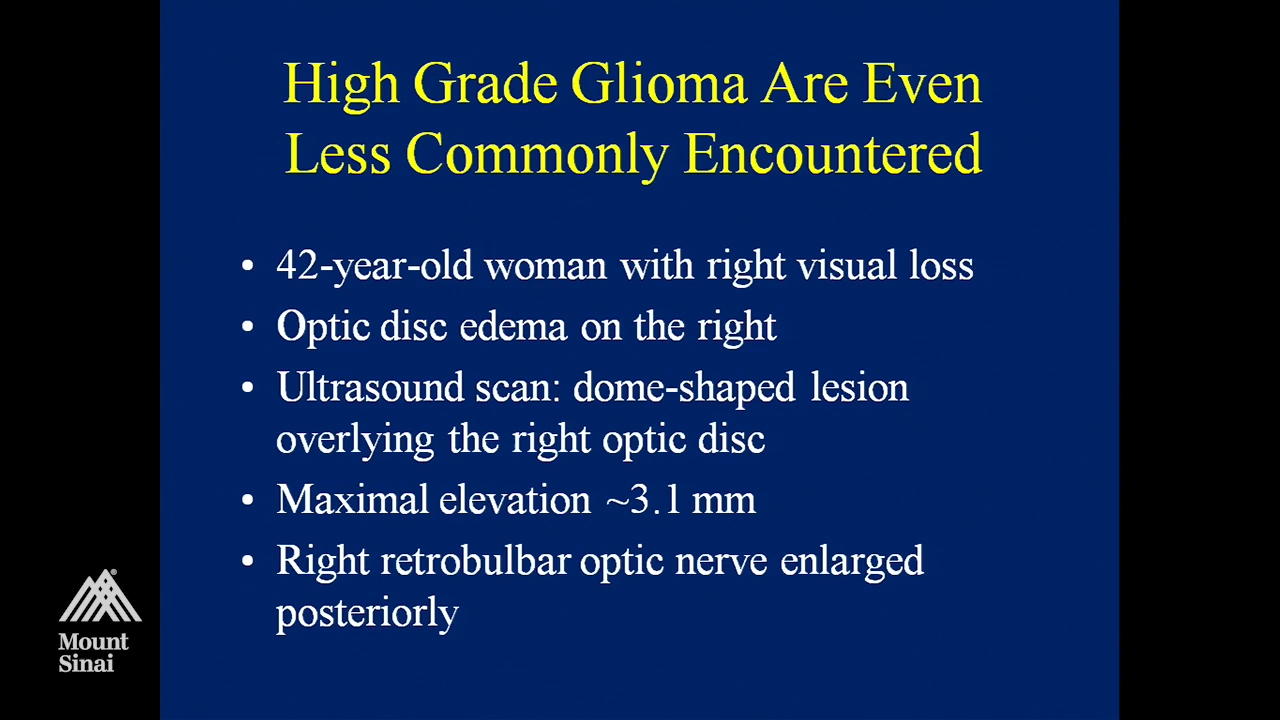 High Grade Glioma Are Even
Less Commonly Encountered
• 42-year-old woman with right visual loss
• Optic disc edema on the right
• Ultrasound scan: dome-shaped lesion
overlying the right optic disc
• Maximal elevation ~3.1 mm
• Right retrobulbar optic nerve enlarged
posteriorly
®
Mount
Sinai